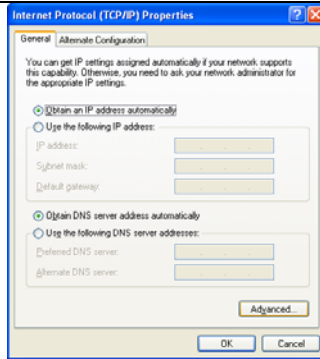 Internet Protocol (TCP/IP) Properties
General Alternate Configuration
You can get IP settings assigned automatically if your network supports
this capability. Otherwise, you need to ask your network administrator for
the appropriate IP settings.
Obtain an IP address automatically
Use the following IP address:
IP address:
Subnet mask:
Default gateway:
Obtain DNS server address automatically
Use the following DNS server addresses:
Preferred DNS server:
Alternate DNS server:
Advanced...
OK Cancel